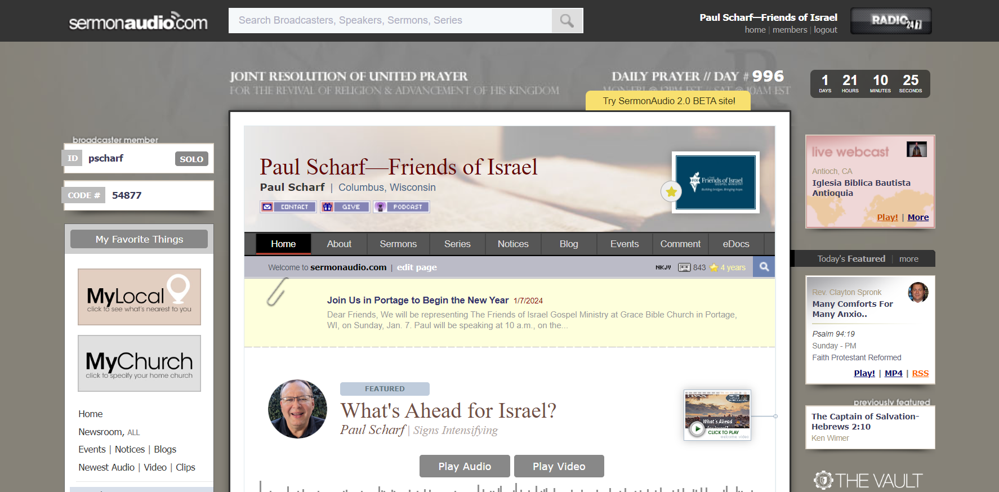 sermonaudio.com
Search Broadcasters, Speakers, Sermons, Series
Paul Scharf—Friends of Israel
home | members | logout
RADIO 24/7
JOINT RESOLUTION OF UNITED PRAYER
FOR THE REVIVAL OF RELIGION & ADVANCEMENT OF HIS KINGDOM
DAILY PRAYER // DAY # 996
MON-FRI @ 12PM EST // SAT @ 10AM EST
1 21 10 25
DAYS HOURS MINUTES SECONDS
Try SermonAudio 2.0 BETA site!
broadcaster member
ID pscharf SOLO
CODE # 54877
My Favorite Things
MyLocal
click to see what's nearest to you
MyChurch
click to specify your home church
Home
Newsroom, ALL
Events | Notices | Blogs
Newest Audio | Video | Clips
Paul Scharf—Friends of Israel
Paul Scharf | Columbus, Wisconsin
CONTACT GIVE PODCAST
THE
FOI Friends of Israel
GOSPEL MINISTRY
Building bridges. Bringing hope.
Home About Sermons Series Notices Blog Events Comment eDocs
Welcome to sermonaudio.com | edit page
NKJV 843 4 years
Join Us in Portage to Begin the New Year 1/7/2024
Dear Friends, We will be representing The Friends of Israel Gospel Ministry at Grace Bible Church in Portage,
WI, on Sunday, Jan. 7. Paul will be speaking at 10 a.m., on the...
FEATURED
What's Ahead for Israel?
Paul Scharf | Signs Intensifying
What's Ahead
for Israel?
CLICK TO PLAY
welcome video
Play Audio Play Video
live webcast
Antioch, CA
Iglesia Biblica Bautista
Antioquia
Play! | More
Today's Featured | more
Rev. Clayton Spronk
Many Comforts For
Many Anxio..
Psalm 94:19
Sunday - PM
Faith Protestant Reformed
Play! | MP4 | RSS
previously featured
The Captain of Salvation-
Hebrews 2:10
Ken Wimer
THE VAULT